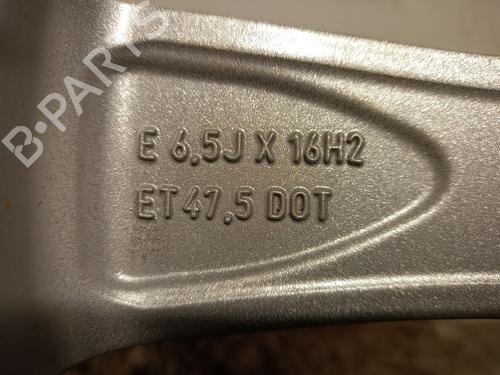 B-PARTS
E 6,5J X 16H2
ET47,5 DOT